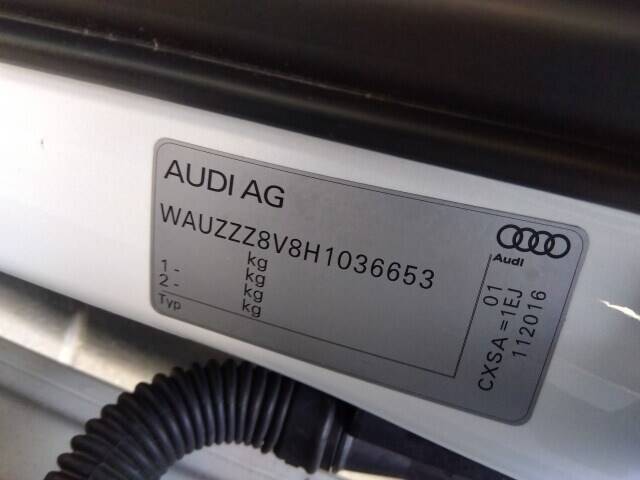 AUDI AG
WAUZZZ8V8H1036653
kg
1 - kg
2 - kg
Typ kg
Audi
01
CXSA =1EJ
112016